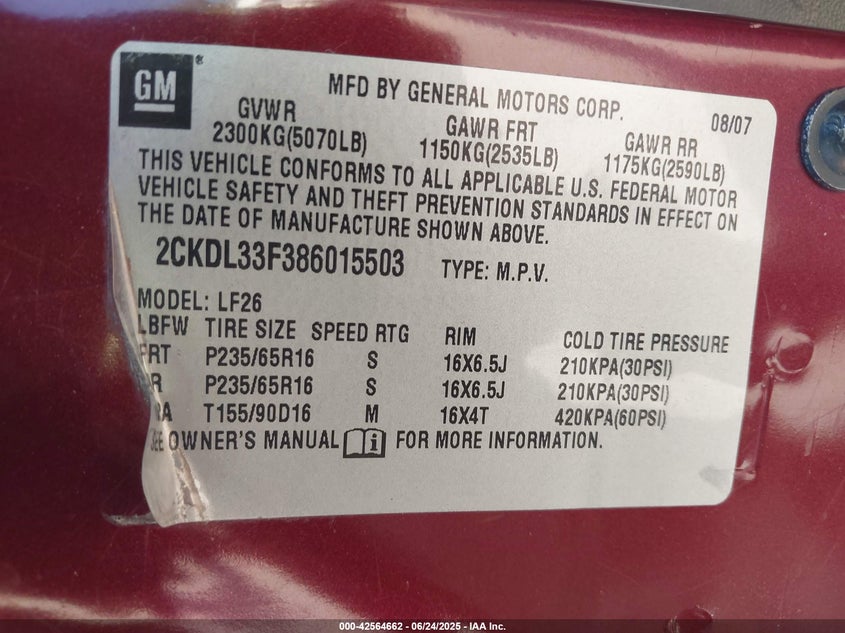 GM®
MFD BY GENERAL MOTORS CORP. 08/07
GVWR GAWR FRT GAWR RR
2300KG(5070LB) 1150KG(2535LB) 1175KG(2590LB)
THIS VEHICLE CONFORMS TO ALL APPLICABLE U.S. FEDERAL MOTOR
VEHICLE SAFETY AND THEFT PREVENTION STANDARDS IN EFFECT ON
THE DATE OF MANUFACTURE SHOWN ABOVE.
2CKDL33F386015503 TYPE: M.P.V.
MODEL: LF26
LBFW TIRE SIZE SPEED RTG RIM COLD TIRE PRESSURE
FRT P235/65R16 S 16X6.5J 210KPA(30PSI)
P235/65R16 S 16X6.5J 210KPA(30PSI)
T155/90D16 M 16X4T 420KPA(60PSI)
SEE OWNER'S MANUAL FOR MORE INFORMATION.
000-42564662 - 06/24/2025 - IAA Inc.